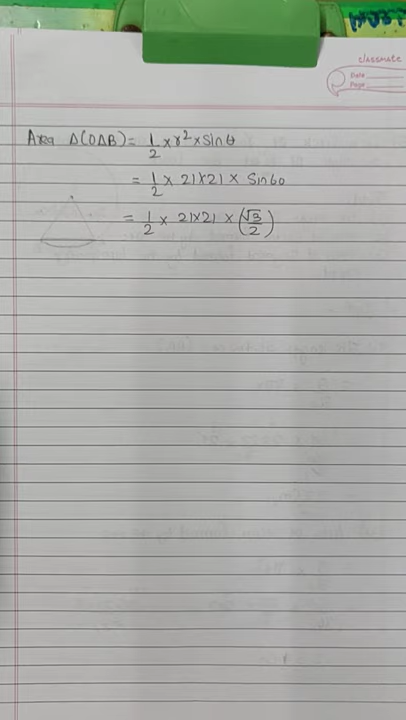 classmate
Date
Page
Area Δ(OAB) = 1/2 × r² × sinθ
= 1/2 × 21×21 × Sin60
= 1/2 × 21×21 × (√3/2)